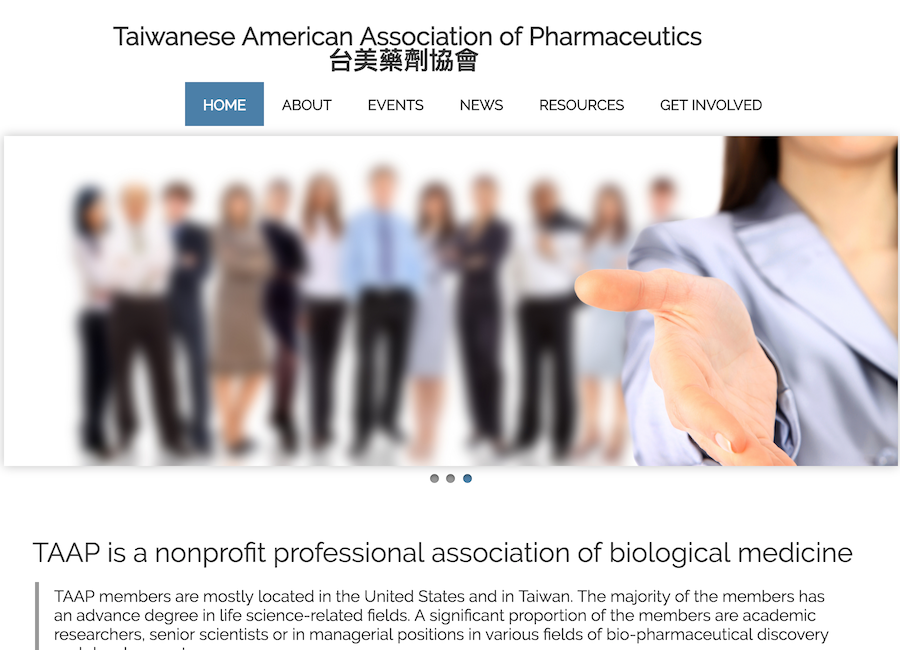 Taiwanese American Association of Pharmaceutics
台美藥劑協會
HOME ABOUT EVENTS NEWS RESOURCES GET INVOLVED
TAAP is a nonprofit professional association of biological medicine
TAAP members are mostly located in the United States and in Taiwan. The majority of the members has
an advance degree in life science-related fields. A significant proportion of the members are academic
researchers, senior scientists or in managerial positions in various fields of bio-pharmaceutical discovery